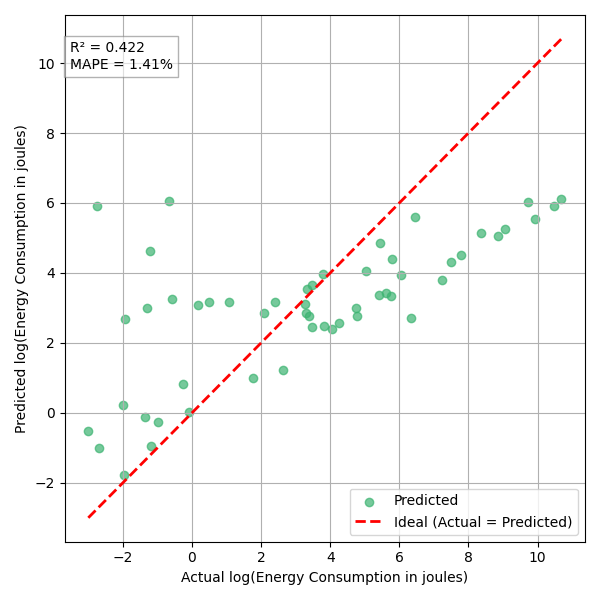 R² = 0.422
MAPE = 1.41%
Predicted log(Energy Consumption in joules)
10
8
6
4
2
0
−2
−2 0 2 4 6 8 10
Actual log(Energy Consumption in joules)
Predicted
Ideal (Actual = Predicted)